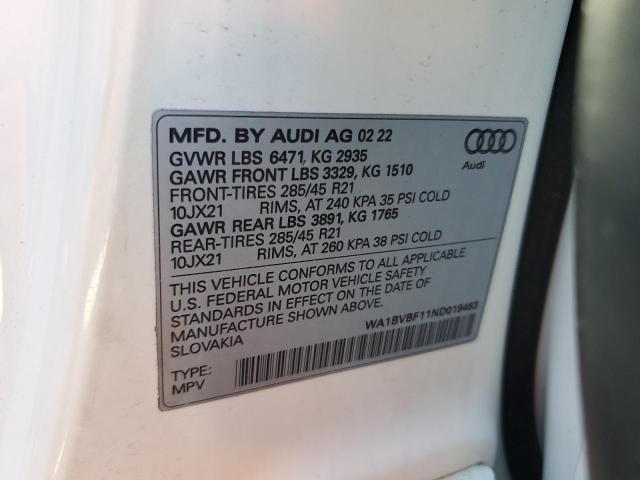 MFD. BY AUDI AG 02 22
GVWR LBS 6471, KG 2935
GAWR FRONT LBS 3329, KG 1510
FRONT-TIRES 285/45 R21
10JX21 RIMS, AT 240 KPA 35 PSI COLD
GAWR REAR LBS 3891, KG 1765
REAR-TIRES 285/45 R21
10JX21 RIMS, AT 260 KPA 38 PSI COLD
Audi
THIS VEHICLE CONFORMS TO ALL APPLICABLE
U.S. FEDERAL MOTOR VEHICLE SAFETY
STANDARDS IN EFFECT ON THE DATE OF
MANUFACTURE SHOWN ABOVE.
SLOVAKIA
WA1BVBF11ND019463
TYPE:
MPV